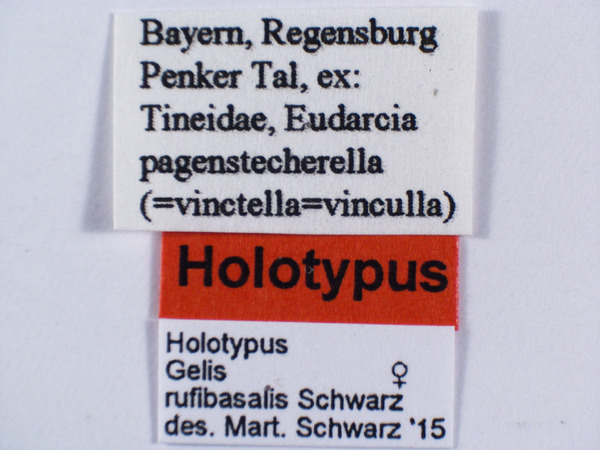 Bayern, Regensburg
Penker Tal, ex:
Tineidae, Eudarcia
pagenstecherella
(=vinctella=vinculla)
Holotypus
Holotypus
Gelis ♀
rufibasalis Schwarz
des. Mart. Schwarz '15